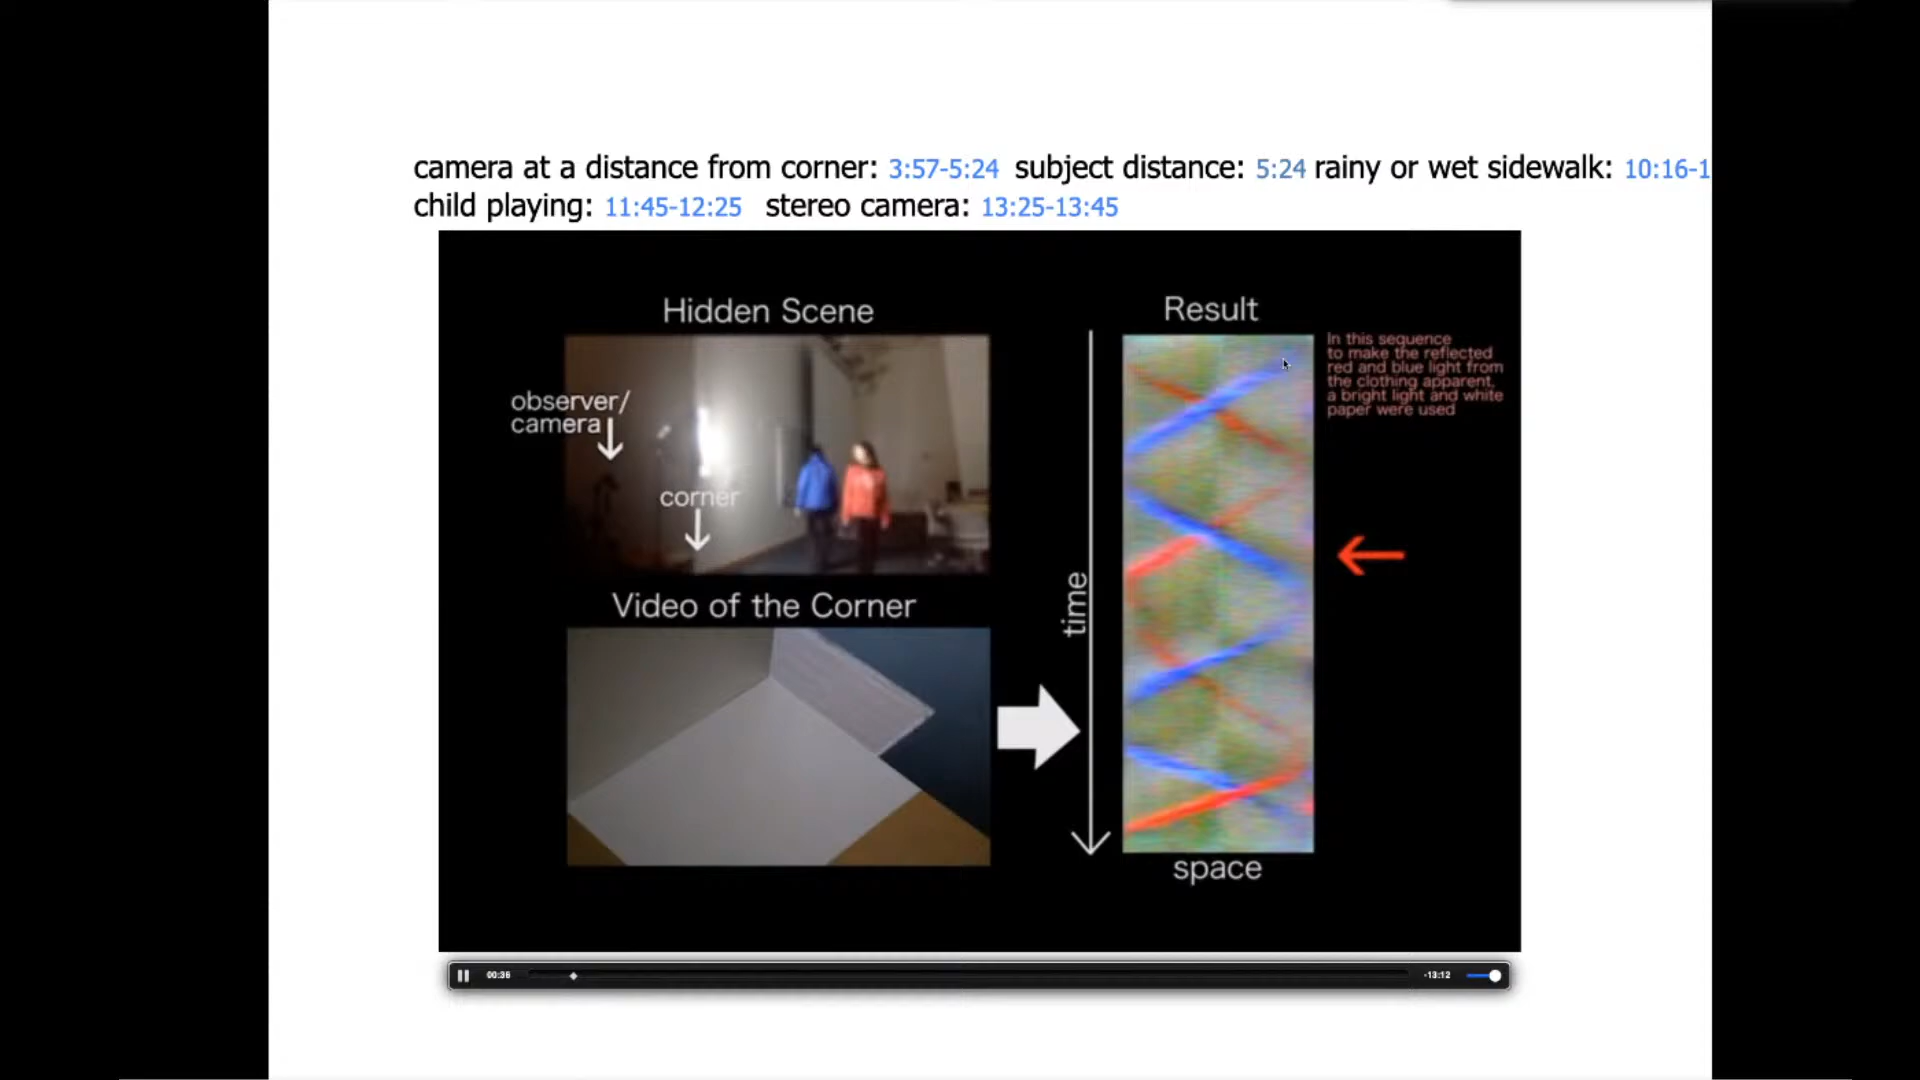 camera at a distance from corner: 3:57-5:24 subject distance: 5:24 rainy or wet sidewalk: 10:16-1
child playing: 11:45-12:25 stereo camera: 13:25-13:45
Hidden Scene
observer/
camera
corner
Video of the Corner
Result
In this sequence
to make the reflected
red and blue light from
the clothing apparent,
a bright light and white
paper were used
time
space
00:36
-13:12